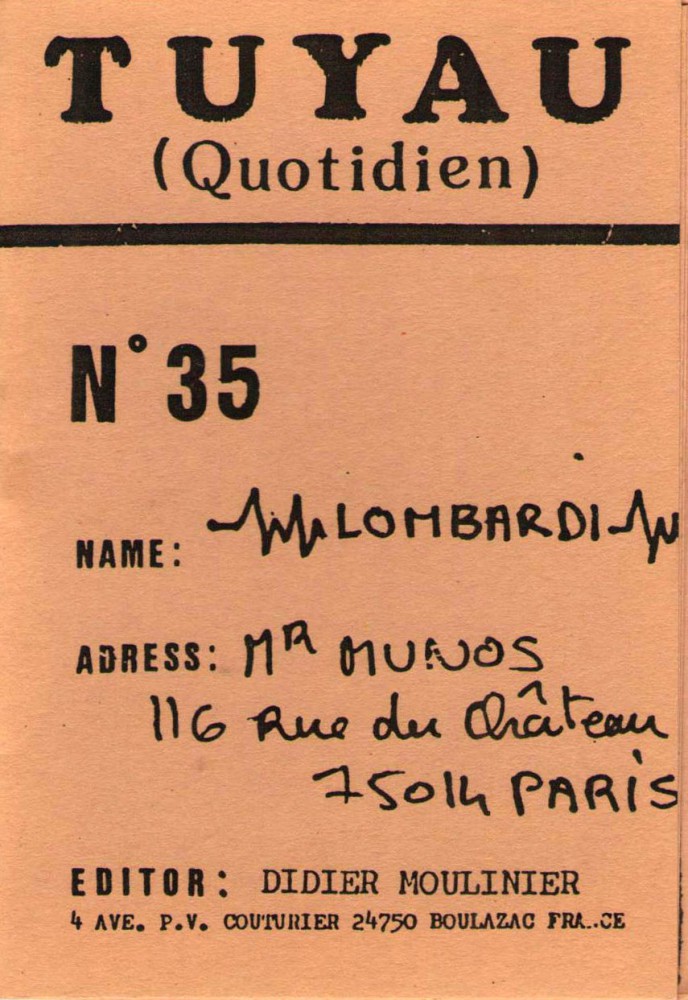 TUYAU
(Quotidien)
N° 35
NAME: LOMBARDI
ADRESS: MR MUNOS
116 Rue du Château
75014 PARIS
EDITOR: DIDIER MOULINIER
4 AVE. P.V. COUTURIER 24750 BOULAZAC FRA..CE